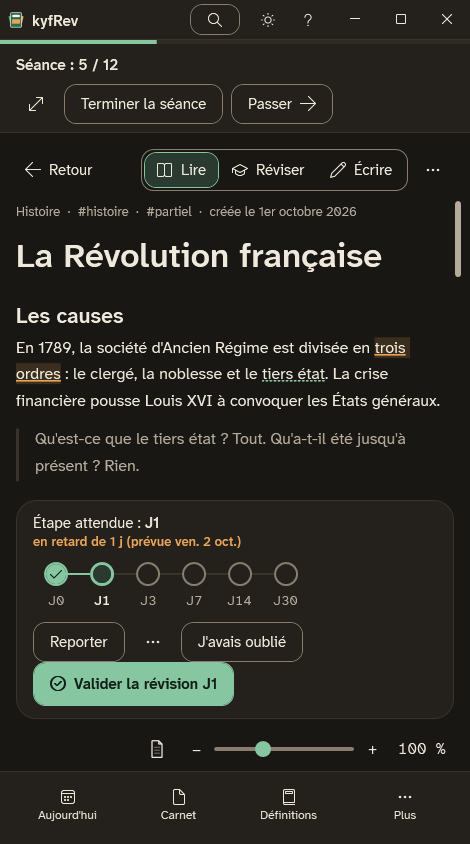 kyfRev
Séance : 5 / 12
Terminer la séance
Passer
Retour
Lire
Réviser
Écrire
Histoire · #histoire · #partiel · créée le 1er octobre 2026
La Révolution française
Les causes
En 1789, la société d'Ancien Régime est divisée en trois
ordres : le clergé, la noblesse et le tiers état. La crise
financière pousse Louis XVI à convoquer les États généraux.
Qu'est-ce que le tiers état ? Tout. Qu'a-t-il été jusqu'à
présent ? Rien.
Étape attendue : J1
en retard de 1 j (prévue ven. 2 oct.)
J0 J1 J3 J7 J14 J30
Reporter
J'avais oublié
Valider la révision J1
− + 100 %
Aujourd'hui
Carnet
Définitions
Plus